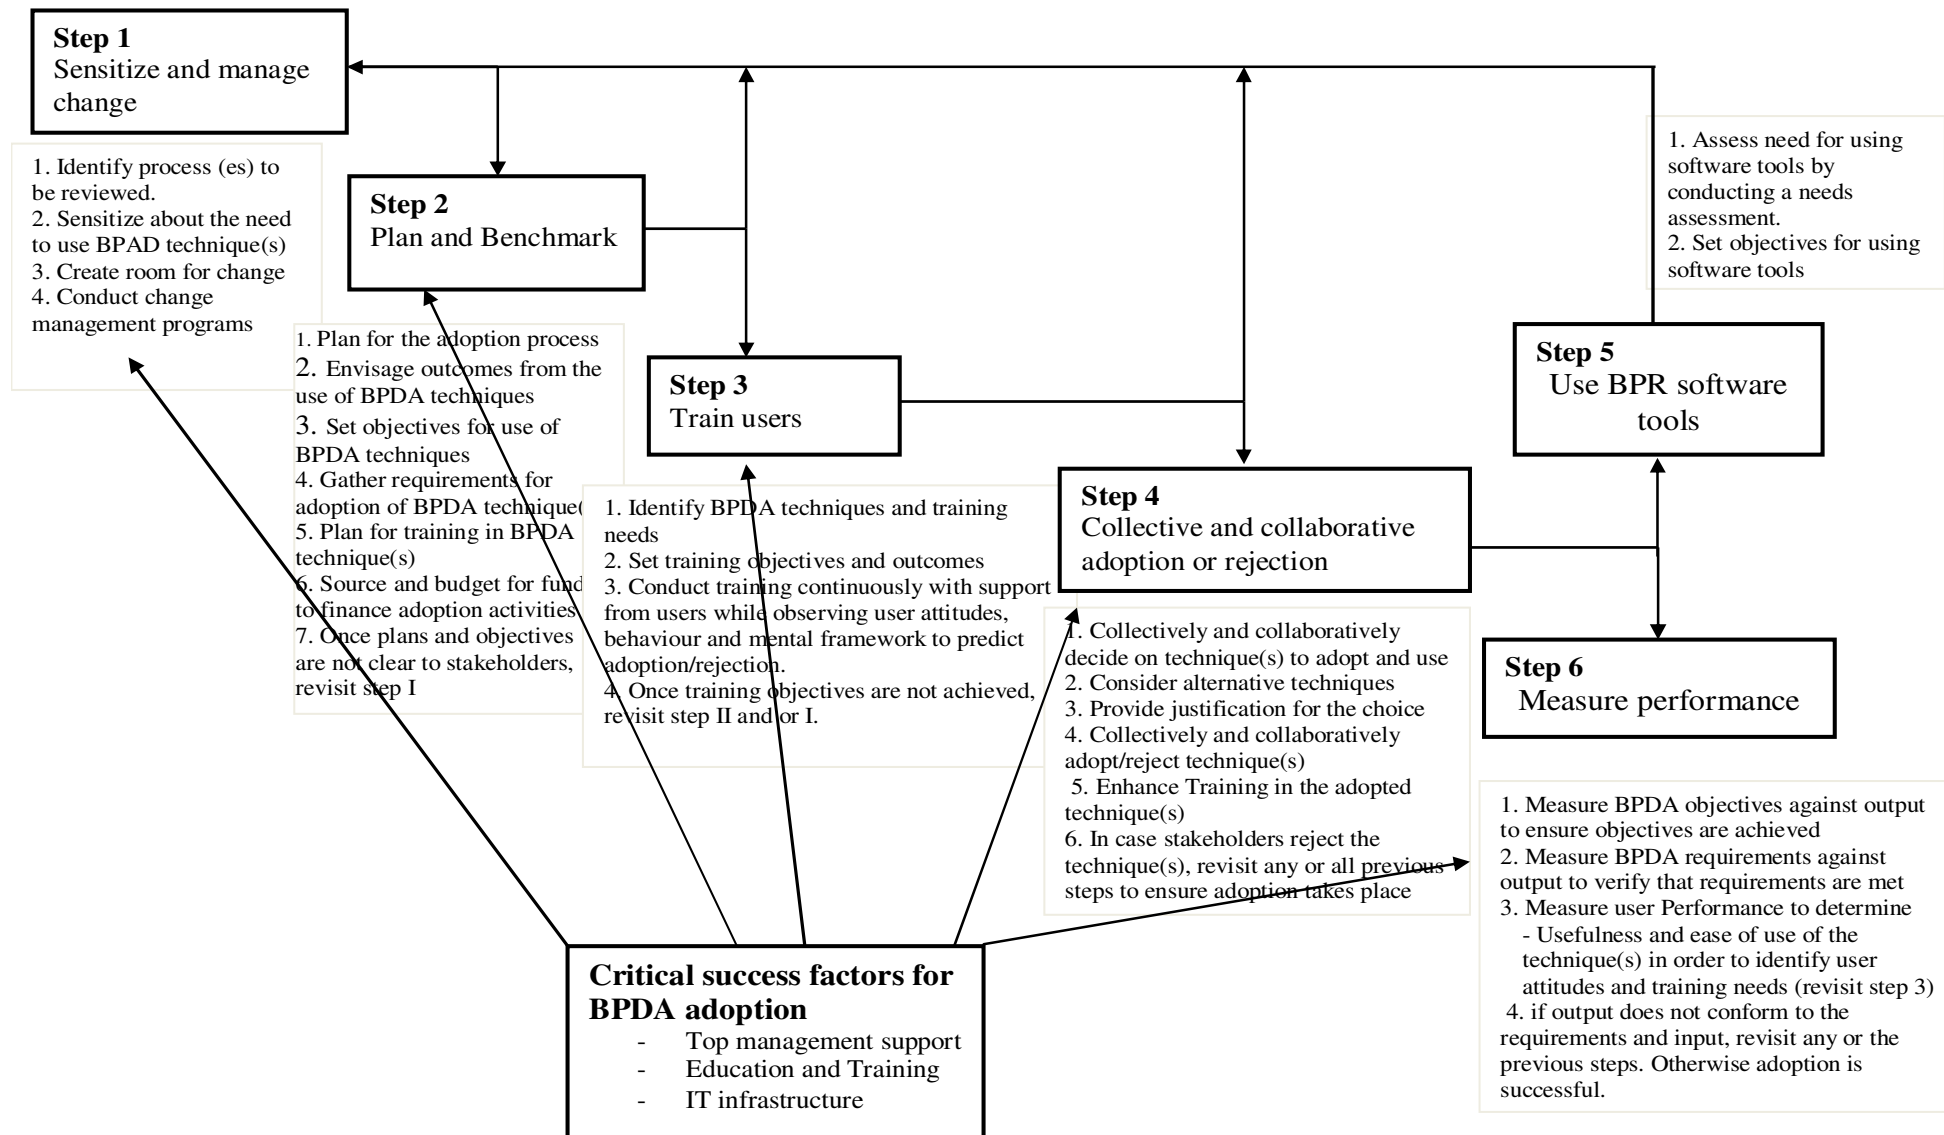 Step 1
Sensitize and manage
change
1. Identify process (es) to
be reviewed.
2. Sensitize about the need
to use BPAD technique(s)
3. Create room for change
4. Conduct change
management programs
Step 2
Plan and Benchmark
1. Plan for the adoption process
2. Envisage outcomes from the
use of BPDA techniques
3. Set objectives for use of
BPDA techniques
4. Gather requirements for
adoption of BPDA technique(
5. Plan for training in BPDA
technique(s)
6. Source and budget for fund
to finance adoption activities
7. Once plans and objectives
are not clear to stakeholders,
revisit step I
Step 3
Train users
1. Identify BPDA techniques and training
needs
2. Set training objectives and outcomes
3. Conduct training continuously with support
from users while observing user attitudes,
behaviour and mental framework to predict
adoption/rejection.
4. Once training objectives are not achieved,
revisit step II and or I.
Step 4
Collective and collaborative
adoption or rejection
1. Collectively and collaboratively
decide on technique(s) to adopt and use
2. Consider alternative techniques
3. Provide justification for the choice
4. Collectively and collaboratively
adopt/reject technique(s)
5. Enhance Training in the adopted
technique(s)
6. In case stakeholders reject the
technique(s), revisit any or all previous
steps to ensure adoption takes place
1. Assess need for using
software tools by
conducting a needs
assessment.
2. Set objectives for using
software tools
Step 5
Use BPR software
tools
Step 6
Measure performance
1. Measure BPDA objectives against output
to ensure objectives are achieved
2. Measure BPDA requirements against
output to verify that requirements are met
3. Measure user Performance to determine
- Usefulness and ease of use of the
technique(s) in order to identify user
attitudes and training needs (revisit step 3)
4. if output does not conform to the
requirements and input, revisit any or the
previous steps. Otherwise adoption is
successful.
Critical success factors for
BPDA adoption
- Top management support
- Education and Training
- IT infrastructure